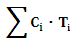 ∑ Cᵢ · Tᵢ